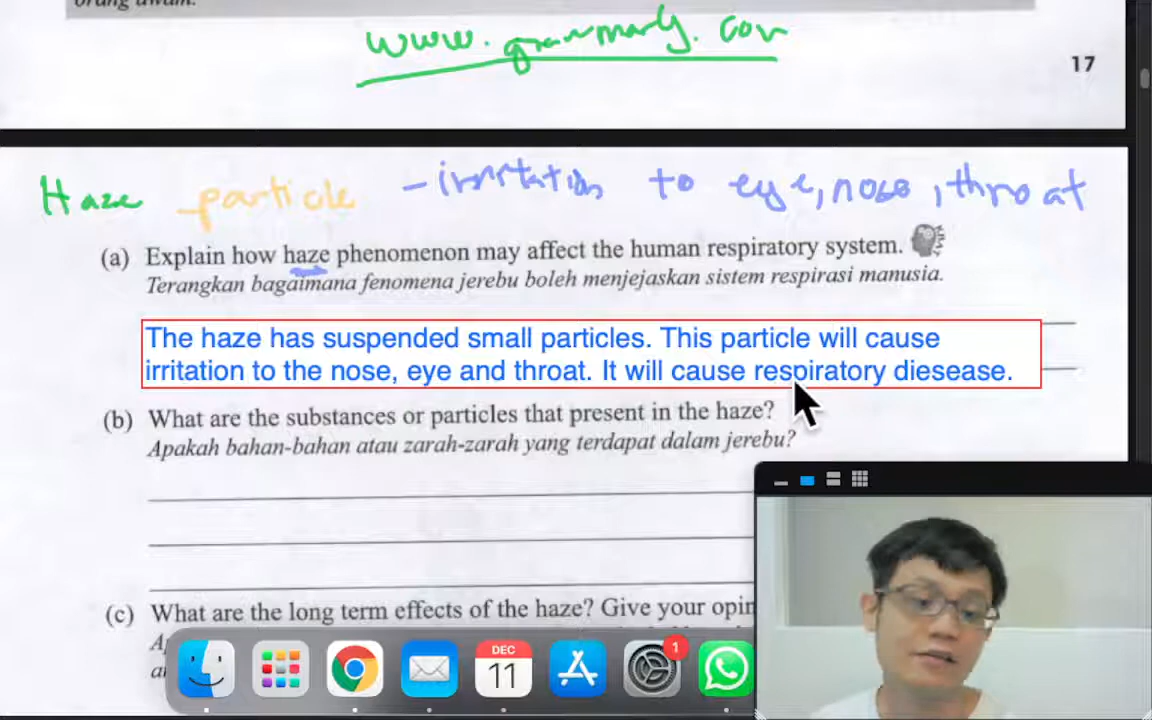 orang awam.
www.grammarly.com
17
Haze particle - irritation to eye, nose, throat
(a) Explain how haze phenomenon may affect the human respiratory system.
Terangkan bagaimana fenomena jerebu boleh menjejaskan sistem respirasi manusia.
The haze has suspended small particles. This particle will cause
irritation to the nose, eye and throat. It will cause respiratory diesease.
(b) What are the substances or particles that present in the haze?
Apakah bahan-bahan atau zarah-zarah yang terdapat dalam jerebu?
(c) What are the long term effects of the haze? Give your
DEC
11
1